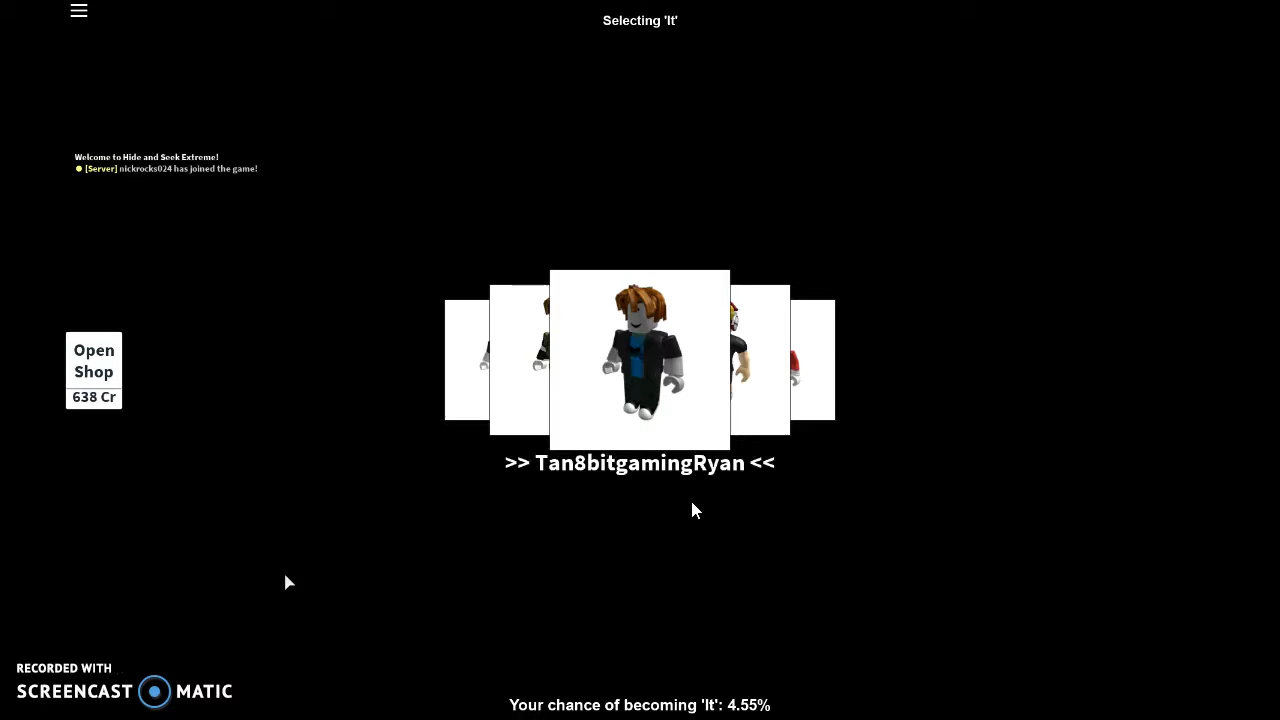 Selecting 'It'
Welcome to Hide and Seek Extreme!
[Server] nickrocks024 has joined the game!
Open
Shop
638 Cr
>> Tan8bitgamingRyan <<
RECORDED WITH
SCREENCAST MATIC
Your chance of becoming 'It': 4.55%